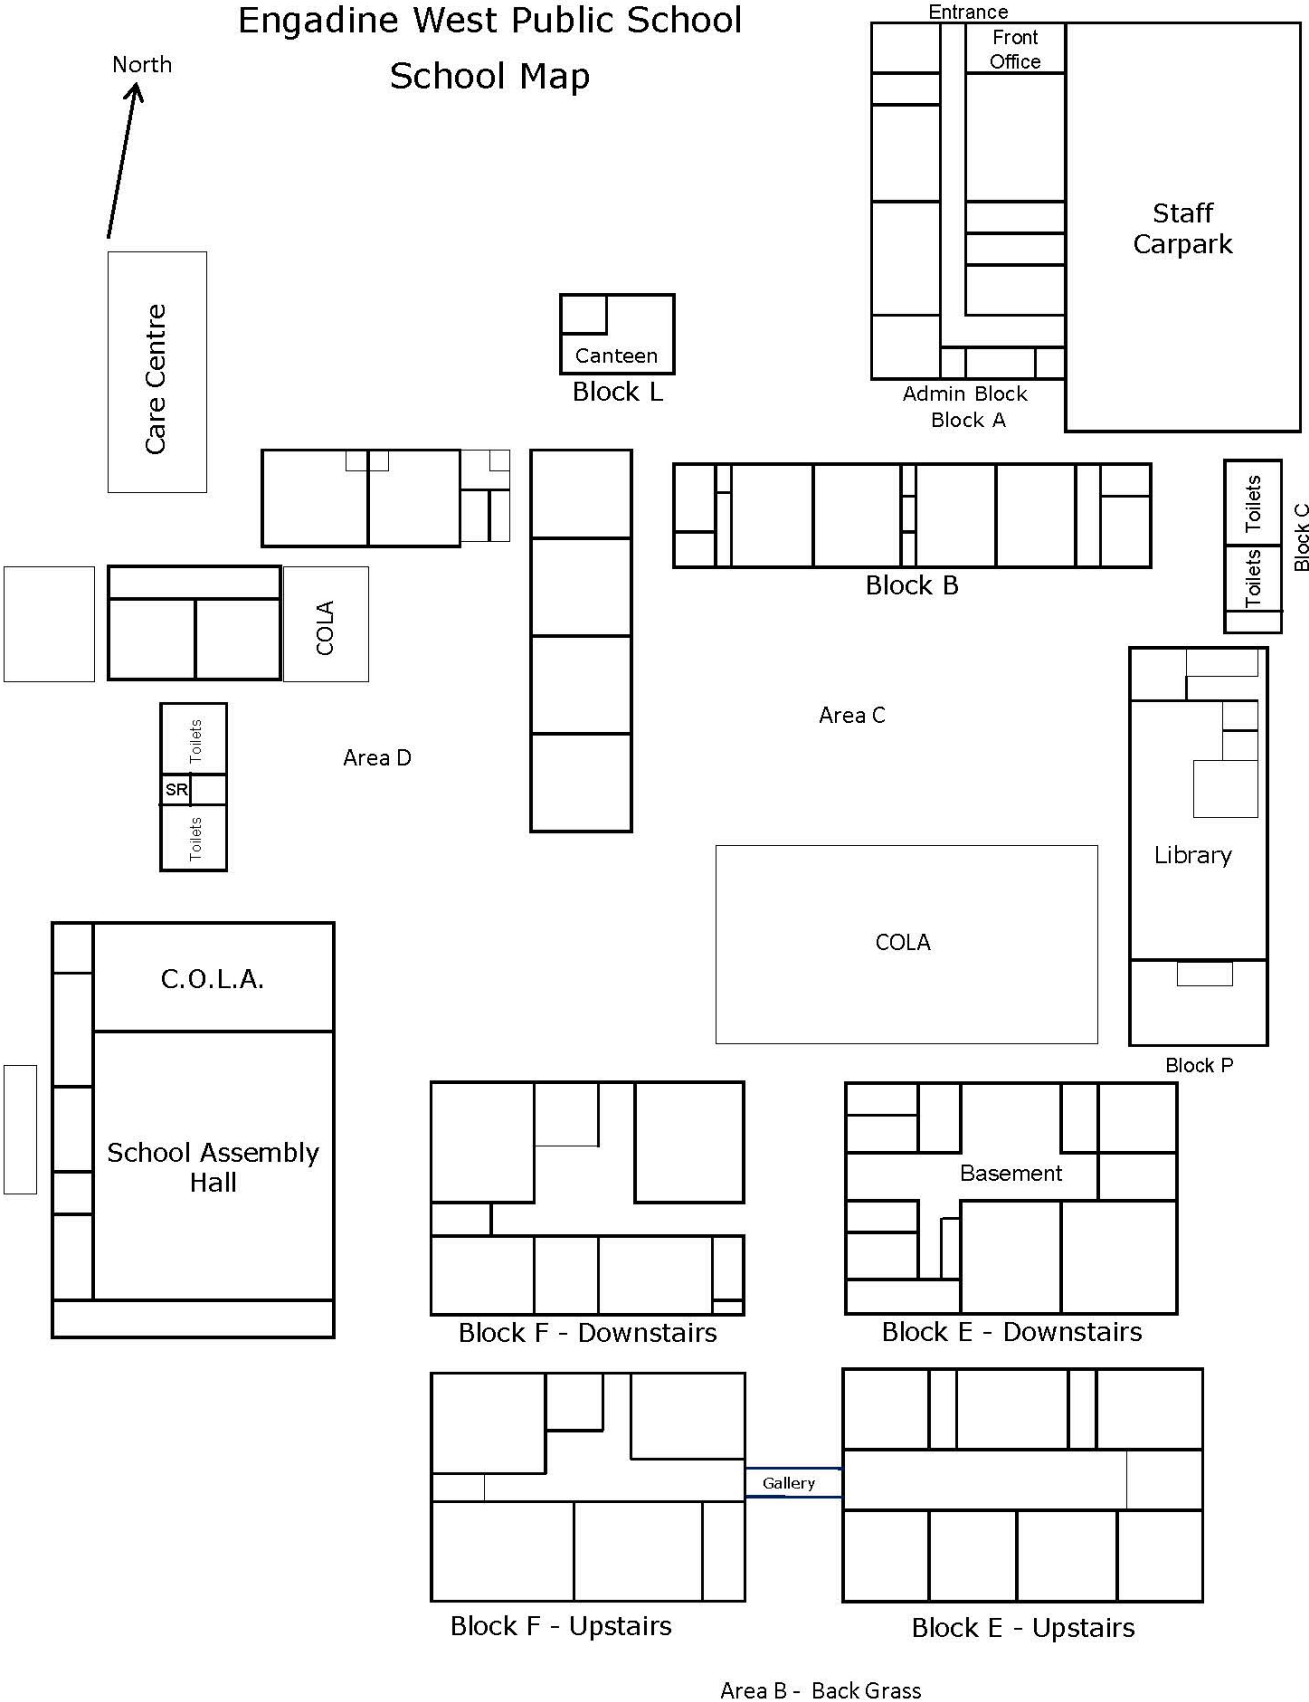 Engadine West Public School
School Map
North
Entrance
Front
Office
Staff
Carpark
Care Centre
Canteen
Block L
Admin Block
Block A
Toilets
Toilets
Block C
Block B
COLA
Area C
Area D
Toilets
SR
Toilets
Library
COLA
C.O.L.A.
Block P
School Assembly
Hall
Basement
Block F - Downstairs
Block E - Downstairs
Gallery
Block F - Upstairs
Block E - Upstairs
Area B - Back Grass